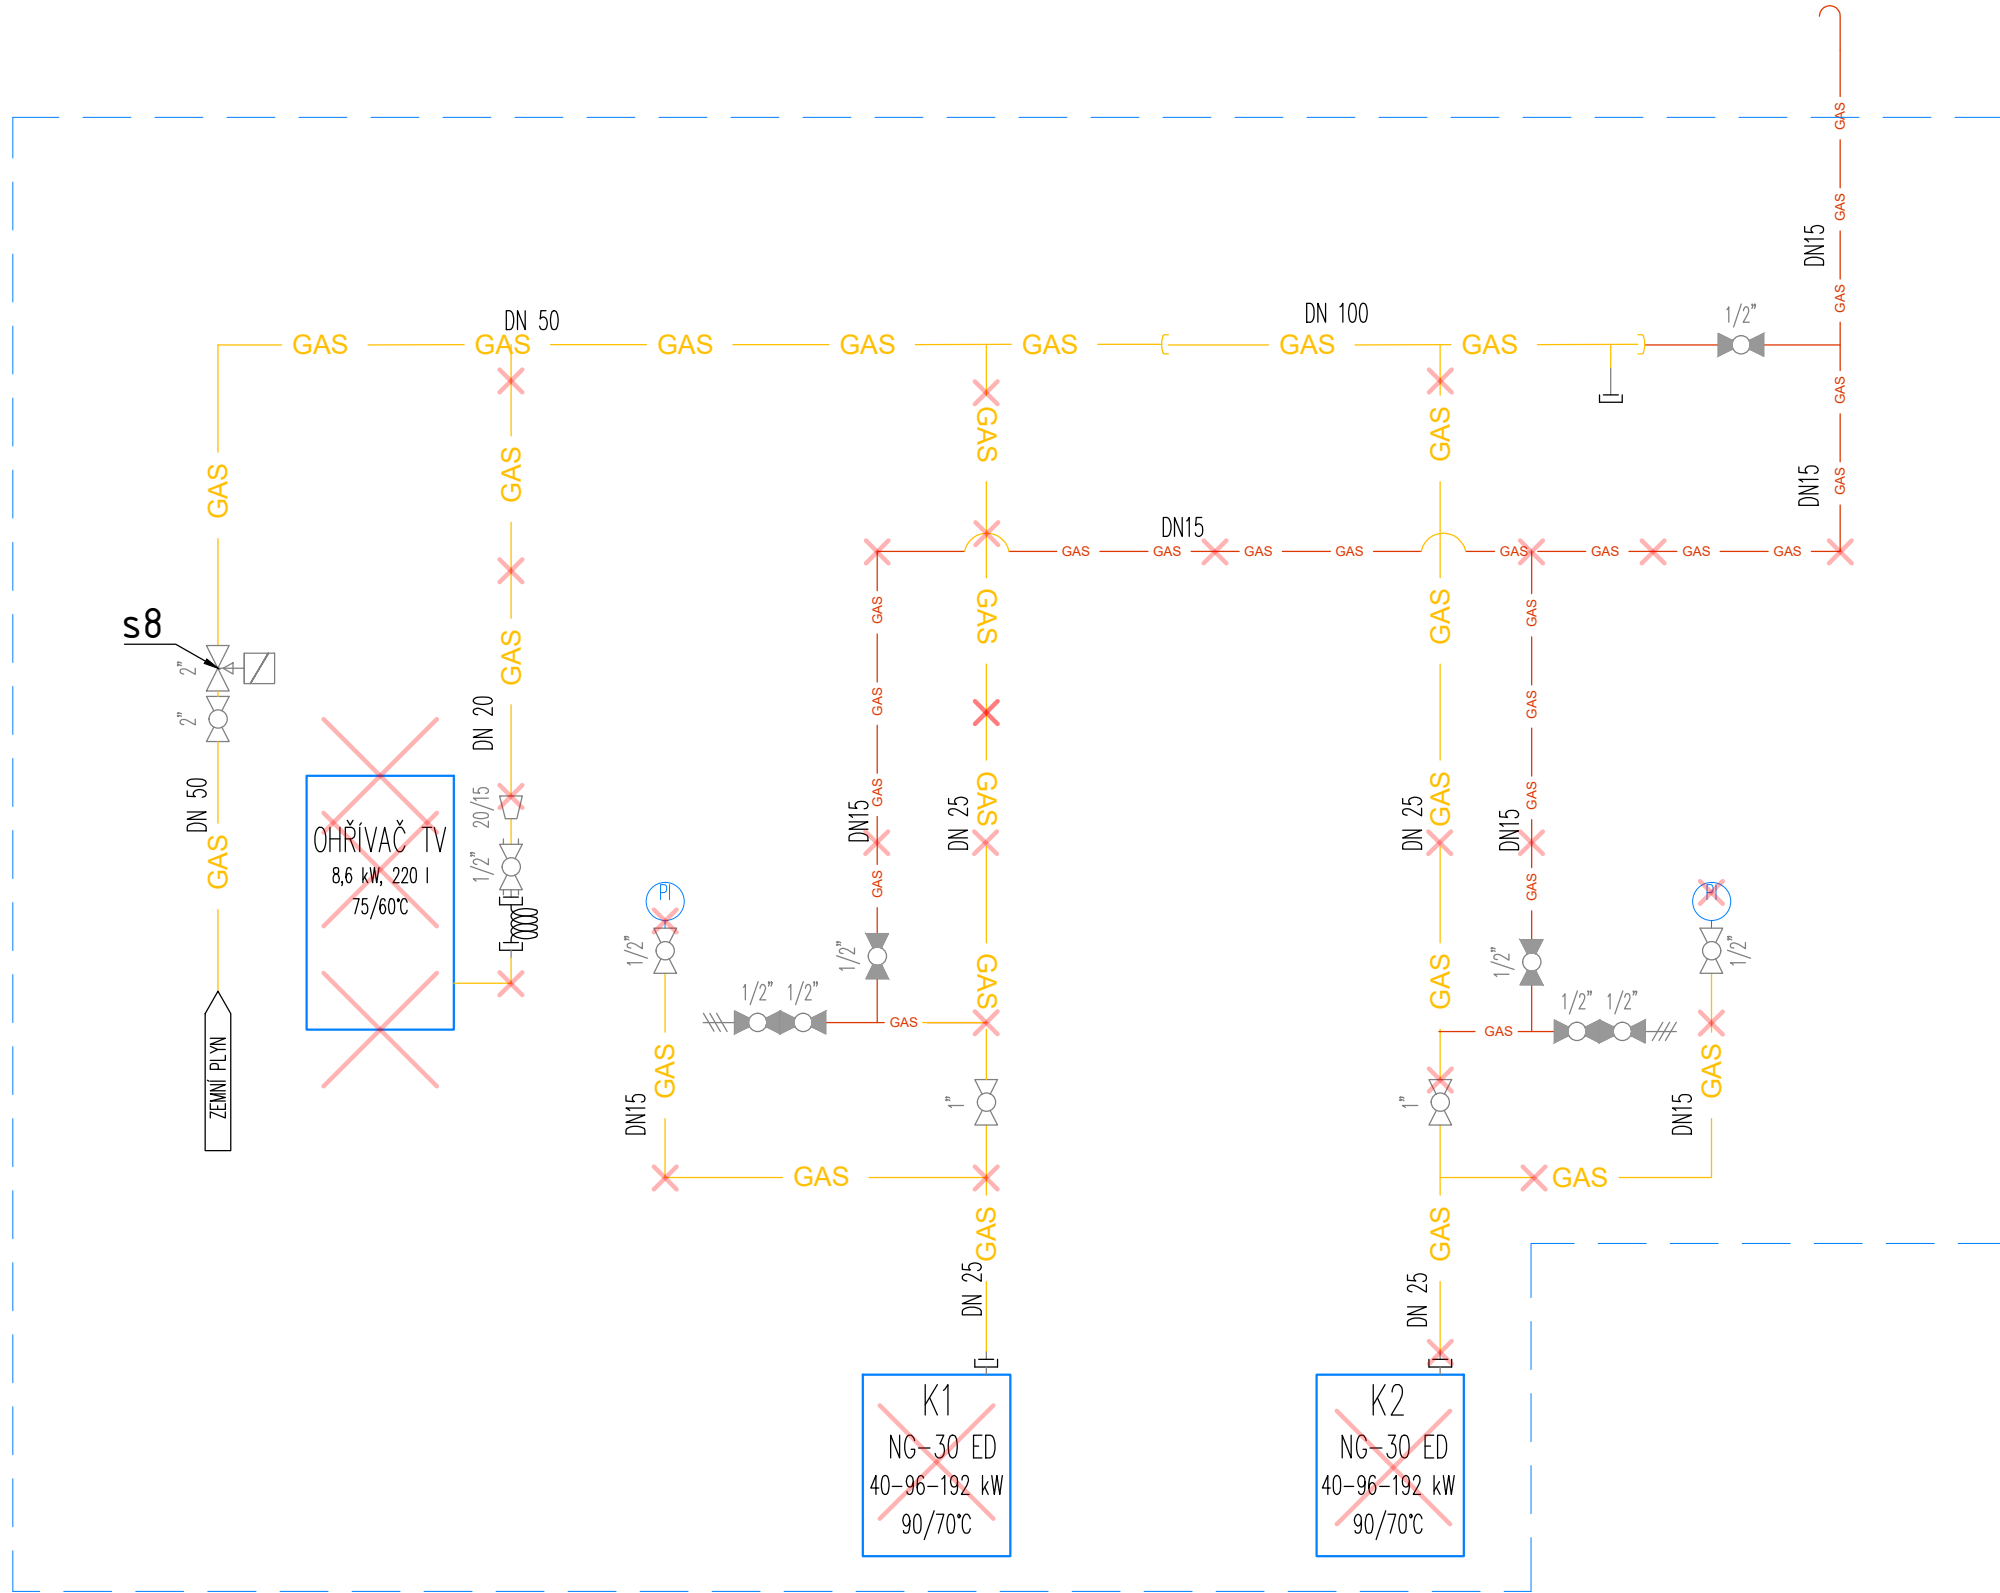 GAS
DN15
GAS
GAS
DN 50
DN 100
1/2"
GAS
GAS
GAS
GAS
GAS
GAS
GAS
GAS
GAS
GAS
GAS
GAS
GAS
DN15
GAS
DN15
GAS
GAS
GAS
GAS
GAS
GAS
GAS
GAS
s8
GAS
GAS
GAS
GAS
GAS
2"
2"
DN 20
GAS
GAS
DN 50
20/15
GAS
DN15
GAS
DN 25
GAS
DN 25
GAS
DN15
OHŘÍVAČ TV
8,6 kW, 220 l
75/60°C
GAS
1/2"
PI
GAS
GAS
PI
1/2"
1/2"
GAS
GAS
1/2"
1/2"
1/2" 1/2"
GAS
1/2" 1/2"
GAS
ZEMNÍ PLYN
GAS
DN15
1"
1"
GAS
DN15
GAS
GAS
GAS
GAS
DN 25
DN 25
K1
NG-30 ED
40-96-192 kW
90/70°C
K2
NG-30 ED
40-96-192 kW
90/70°C